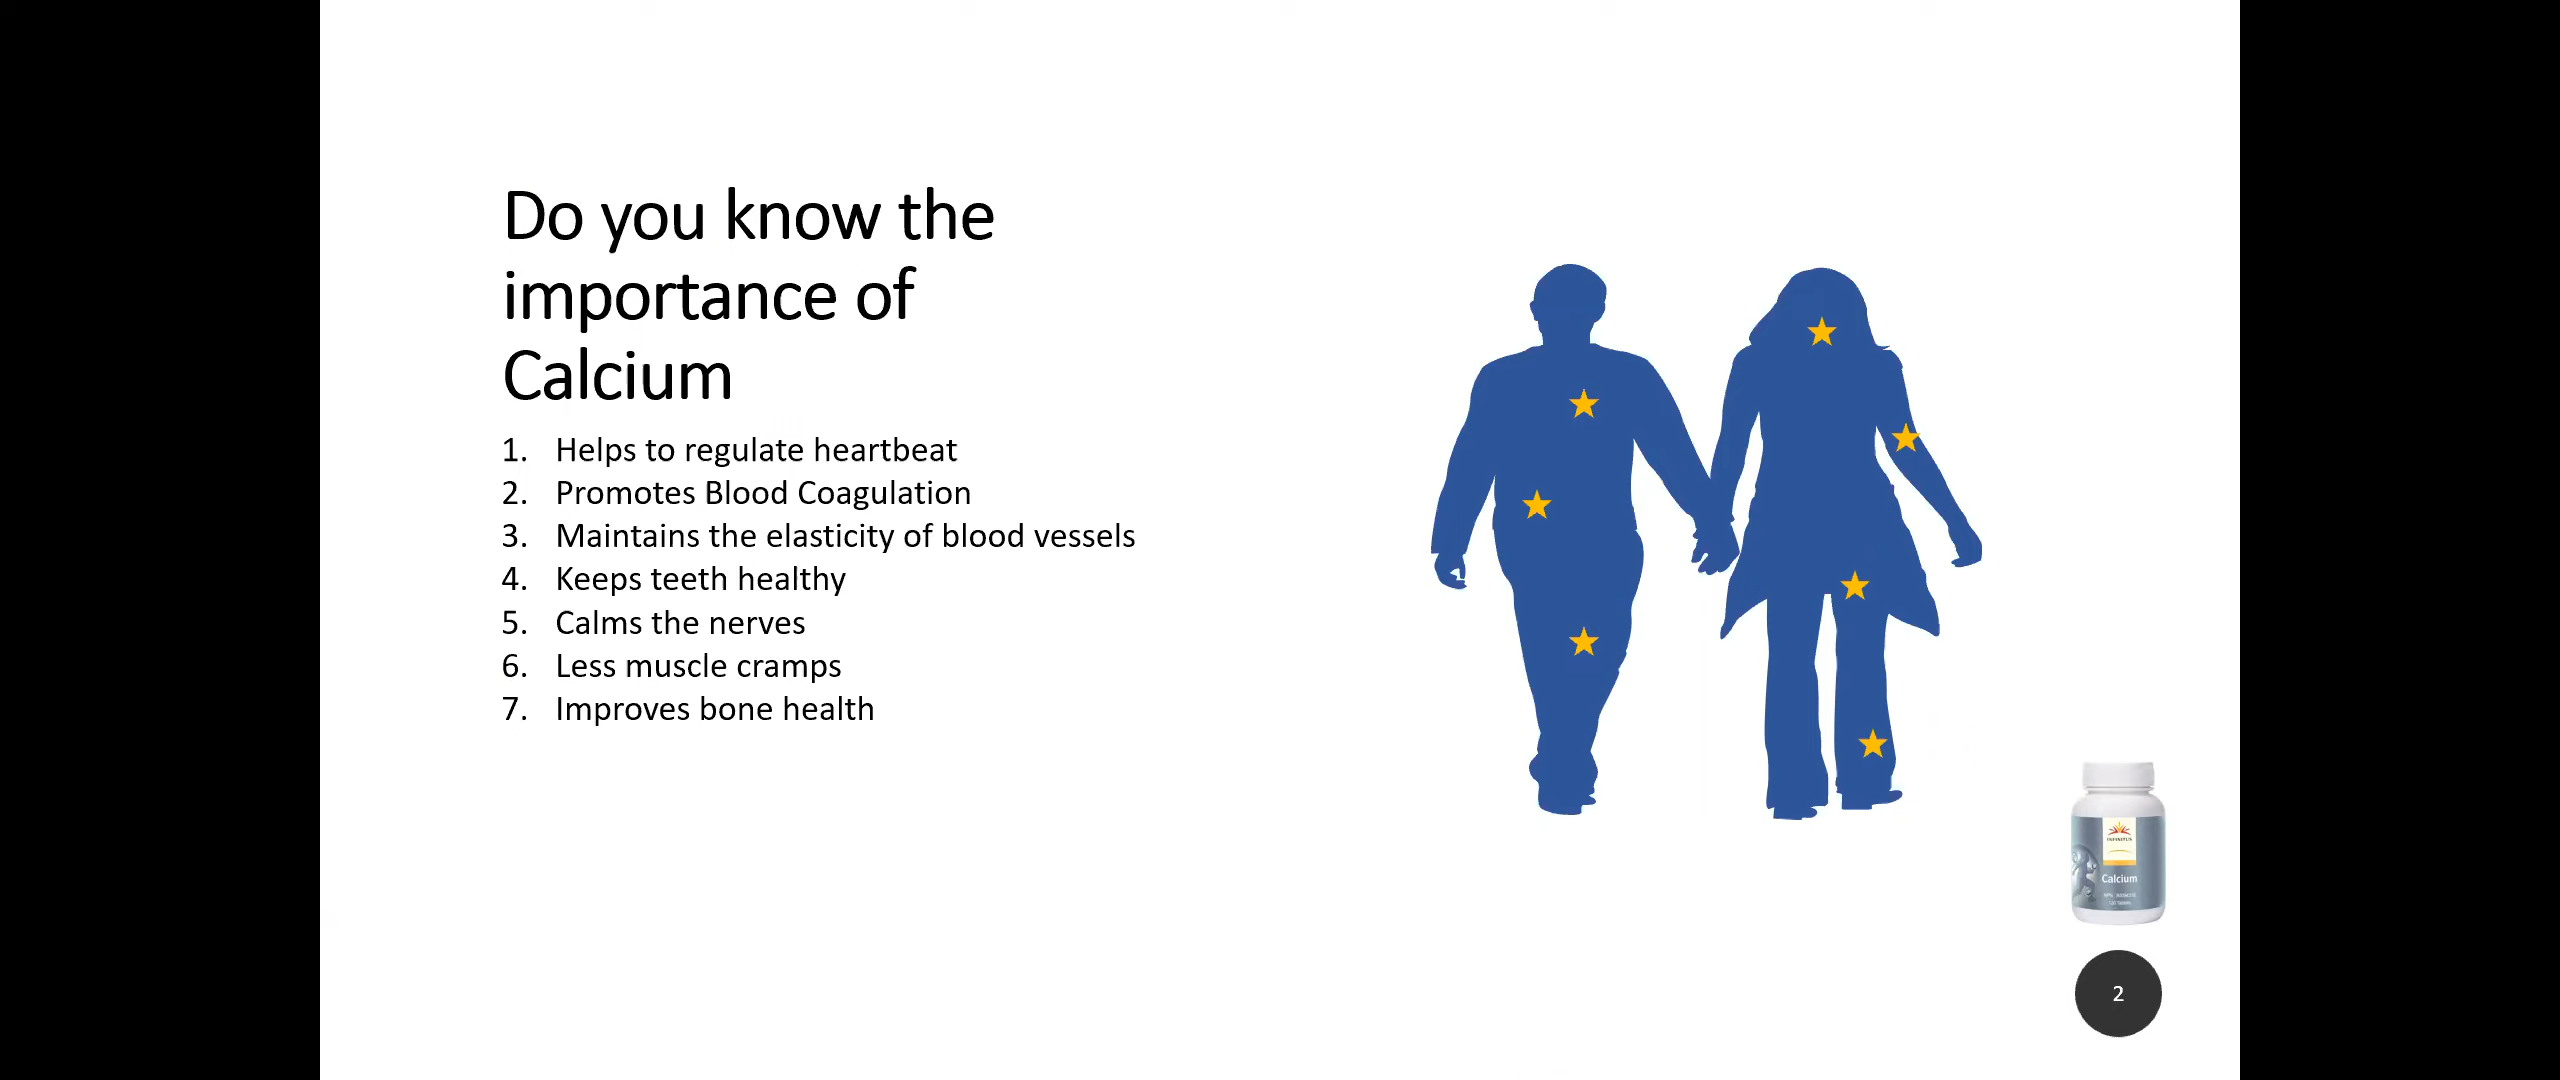 Do you know the
importance of
Calcium
1. Helps to regulate heartbeat
2. Promotes Blood Coagulation
3. Maintains the elasticity of blood vessels
4. Keeps teeth healthy
5. Calms the nerves
6. Less muscle cramps
7. Improves bone health
INFINITUS
Calcium
2